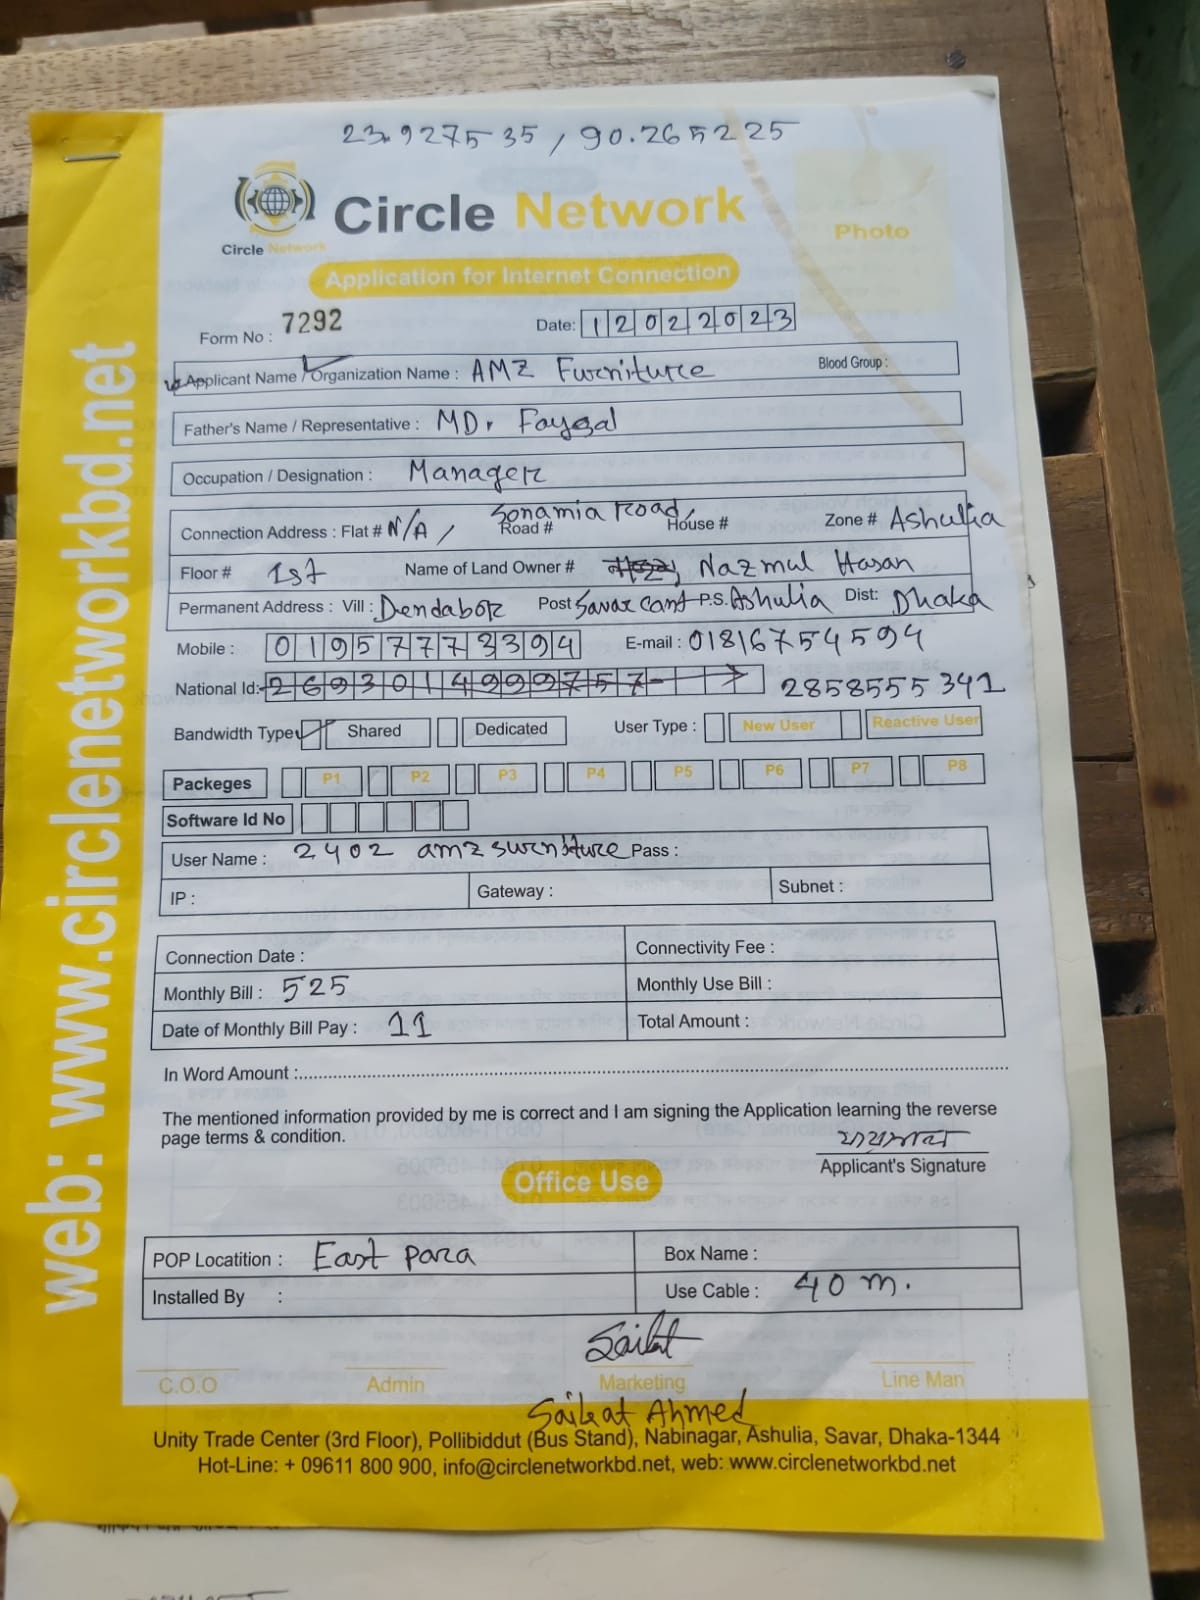 23.927535 / 90.265225
Circle Network
Circle Network
Photo
Application for Internet Connection
Form No : 7292
Date: 12022023
Applicant Name / Organization Name : AMZ Furniture
Blood Group :
Father's Name / Representative : MD. Faysal
Occupation / Designation : Manager
Connection Address : Flat # N/A / Road # Sonamia Road, House # Zone # Ashulia
Floor # 1st Name of Land Owner # Nazmul Hasan
Permanent Address : Vill : Dendabor Post Savar Cant P.S. Ashulia Dist: Dhaka
Mobile : 01957773394 E-mail : 01816754594
National Id:- 2693014999757- 2858555341
Bandwidth Type Shared Dedicated User Type : New User Reactive User
Packeges P1 P2 P3 P4 P5 P6 P7 P8
Software Id No
User Name : 2402 amzsurniture Pass :
IP : Gateway : Subnet :
Connection Date : Connectivity Fee :
Monthly Bill : 525 Monthly Use Bill :
Date of Monthly Bill Pay : 11 Total Amount :
In Word Amount :
The mentioned information provided by me is correct and I am signing the Application learning the reverse
page terms & condition.
Applicant's Signature
Office Use
POP Locatition : East para Box Name :
Installed By : Use Cable : 40 m.
Saikat
C.O.O Admin Marketing Line Man
Saikat Ahmed
Unity Trade Center (3rd Floor), Pollibiddut (Bus Stand), Nabinagar, Ashulia, Savar, Dhaka-1344
Hot-Line: + 09611 800 900, info@circlenetworkbd.net, web: www.circlenetworkbd.net
web: www.circlenetworkbd.net